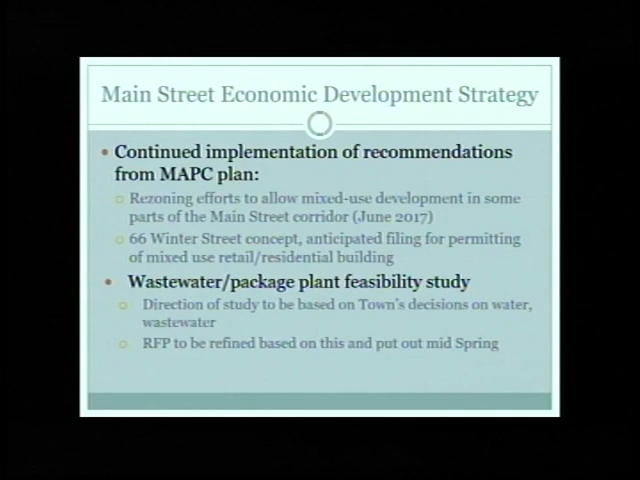 Main Street Economic Development Strategy
Continued implementation of recommendations
from MAPC plan:
Rezoning efforts to allow mixed-use development in some
parts of the Main Street corridor (June 2017)
66 Winter Street concept, anticipated filing for permitting
of mixed use retail/residential building
Wastewater/package plant feasibility study
Direction of study to be based on Town's decisions on water,
wastewater
RFP to be refined based on this and put out mid Spring